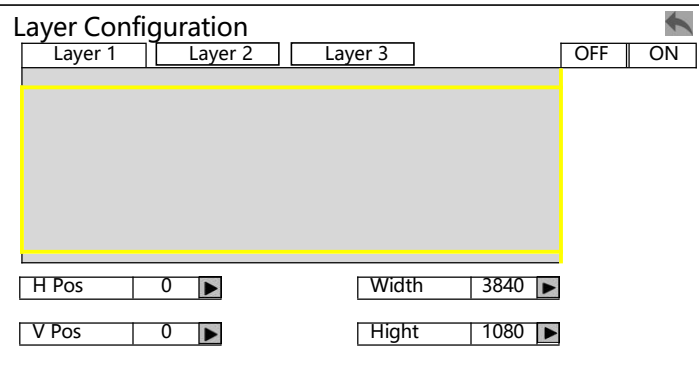 Layer Configuration
Layer 1 Layer 2 Layer 3 OFF ON
H Pos 0 Width 3840
V Pos 0 Hight 1080